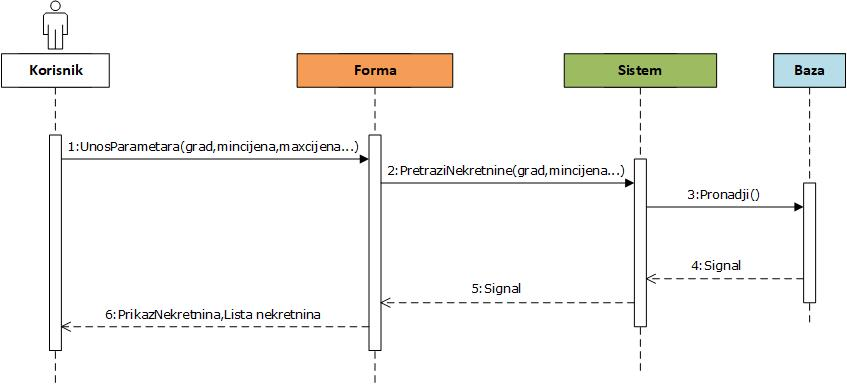 Korisnik
Forma
Sistem
Baza
1:UnosParametara(grad,mincijena,maxcijena...)
2:PretraziNekretnine(grad,mincijena...)
3:Pronadji()
4:Signal
5:Signal
6:PrikazNekretnina,Lista nekretnina